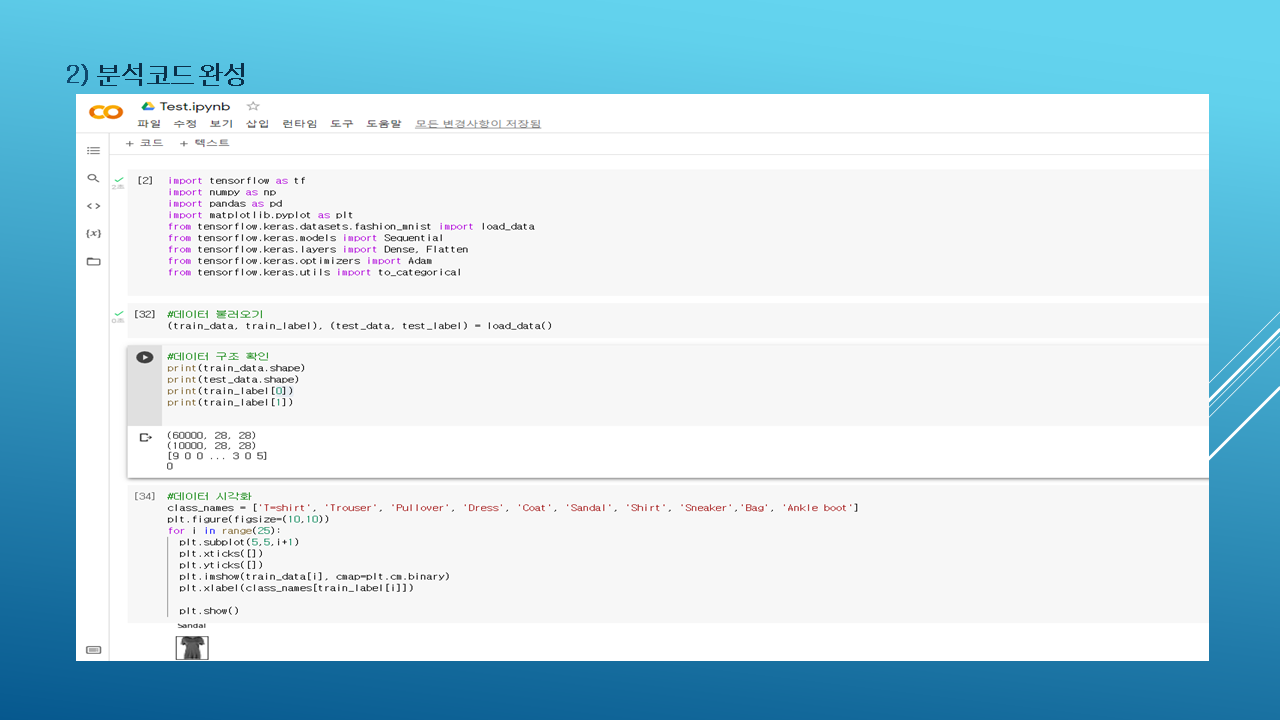 2) 분석코드 완성
Test.ipynb
파일 수정 보기 삽입 런타임 도구 도움말 모든 변경사항이 저장됨
+ 코드 + 텍스트
[2] import tensorflow as tf
2초
import numpy as np
import pandas as pd
import matplotlib.pyplot as plt
from tensorflow.keras.datasets.fashion_mnist import load_data
from tensorflow.keras.models import Sequential
from tensorflow.keras.layers import Dense, Flatten
from tensorflow.keras.optimizers import Adam
from tensorflow.keras.utils import to_categorical
[32] #데이터 불러오기
0초
(train_data, train_label), (test_data, test_label) = load_data()
#데이터 구조 확인
print(train_data.shape)
print(test_data.shape)
print(train_label[0])
print(train_label[1])
(60000, 28, 28)
(10000, 28, 28)
[9 0 0 ... 3 0 5]
0
[34] #데이터 시각화
class_names = ['T=shirt', 'Trouser', 'Pullover', 'Dress', 'Coat', 'Sandal', 'Shirt', 'Sneaker','Bag', 'Ankle boot']
plt.figure(figsize=(10,10))
for i in range(25):
plt.subplot(5,5,i+1)
plt.xticks([])
plt.yticks([])
plt.imshow(train_data[i], cmap=plt.cm.binary)
plt.xlabel(class_names[train_label[i]])
plt.show()
Sandal